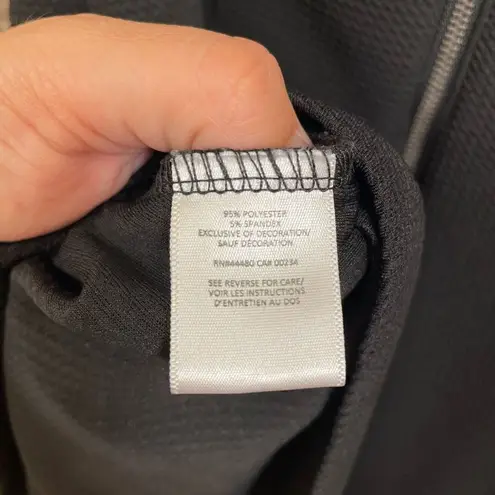 95% POLYESTER
5% SPANDEX
EXCLUSIVE OF DECORATION/
SAUF DÉCORATION
RN#44480 CA# 00234
SEE REVERSE FOR CARE/
VOIR LES INSTRUCTIONS
D'ENTRETIEN AU DOS